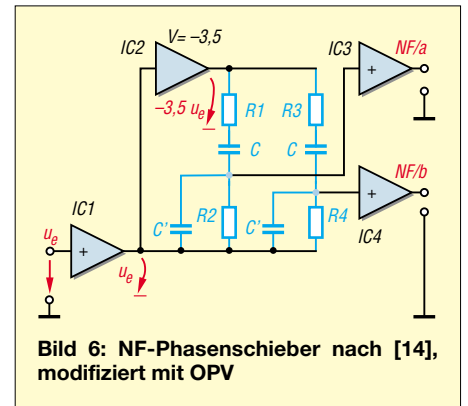 V= –3,5
IC2
IC3
NF/a
+
–3,5 uₑ
R1
R3
C
C
NF/b
+
IC1
R2
R4
C'
C'
IC4
uₑ
+
uₑ
Bild 6: NF-Phasenschieber nach [14],
modifiziert mit OPV